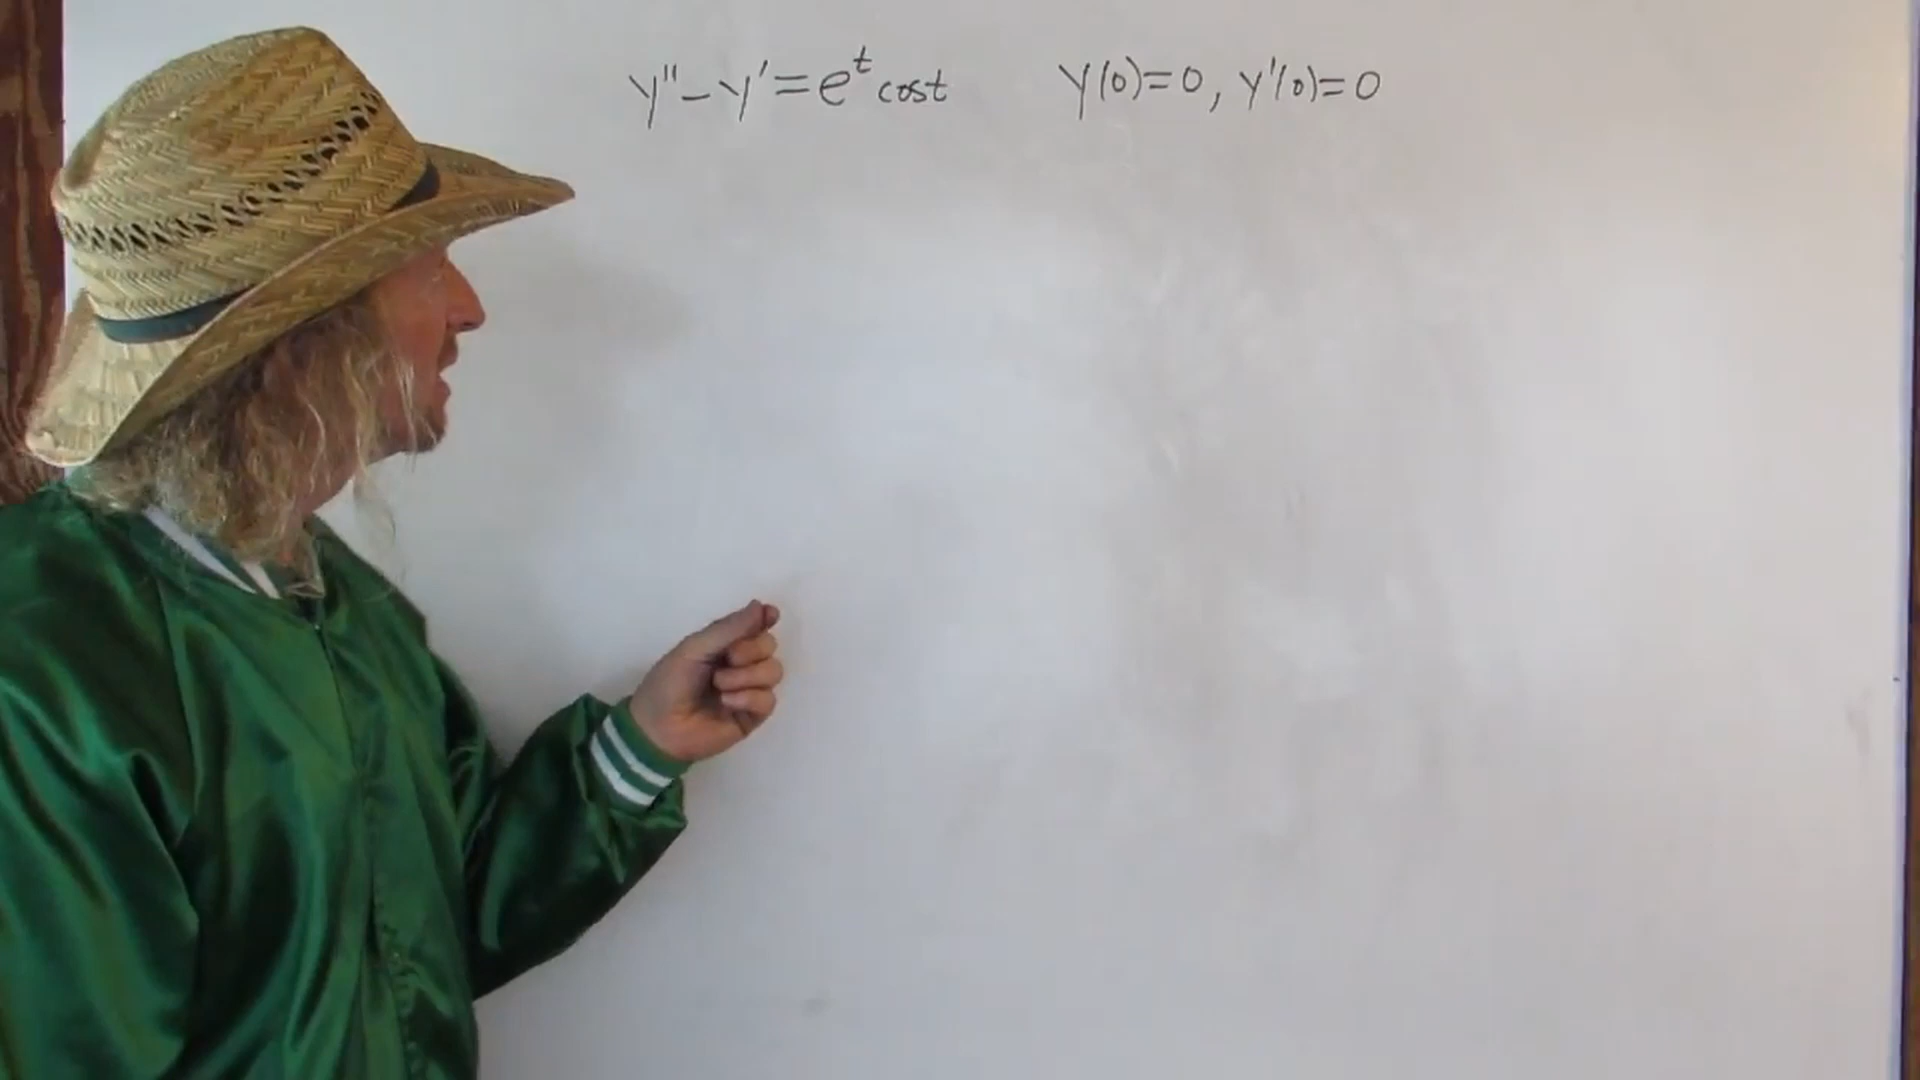 y'' - y' = e^t cost    y(0)=0, y'(0)=0